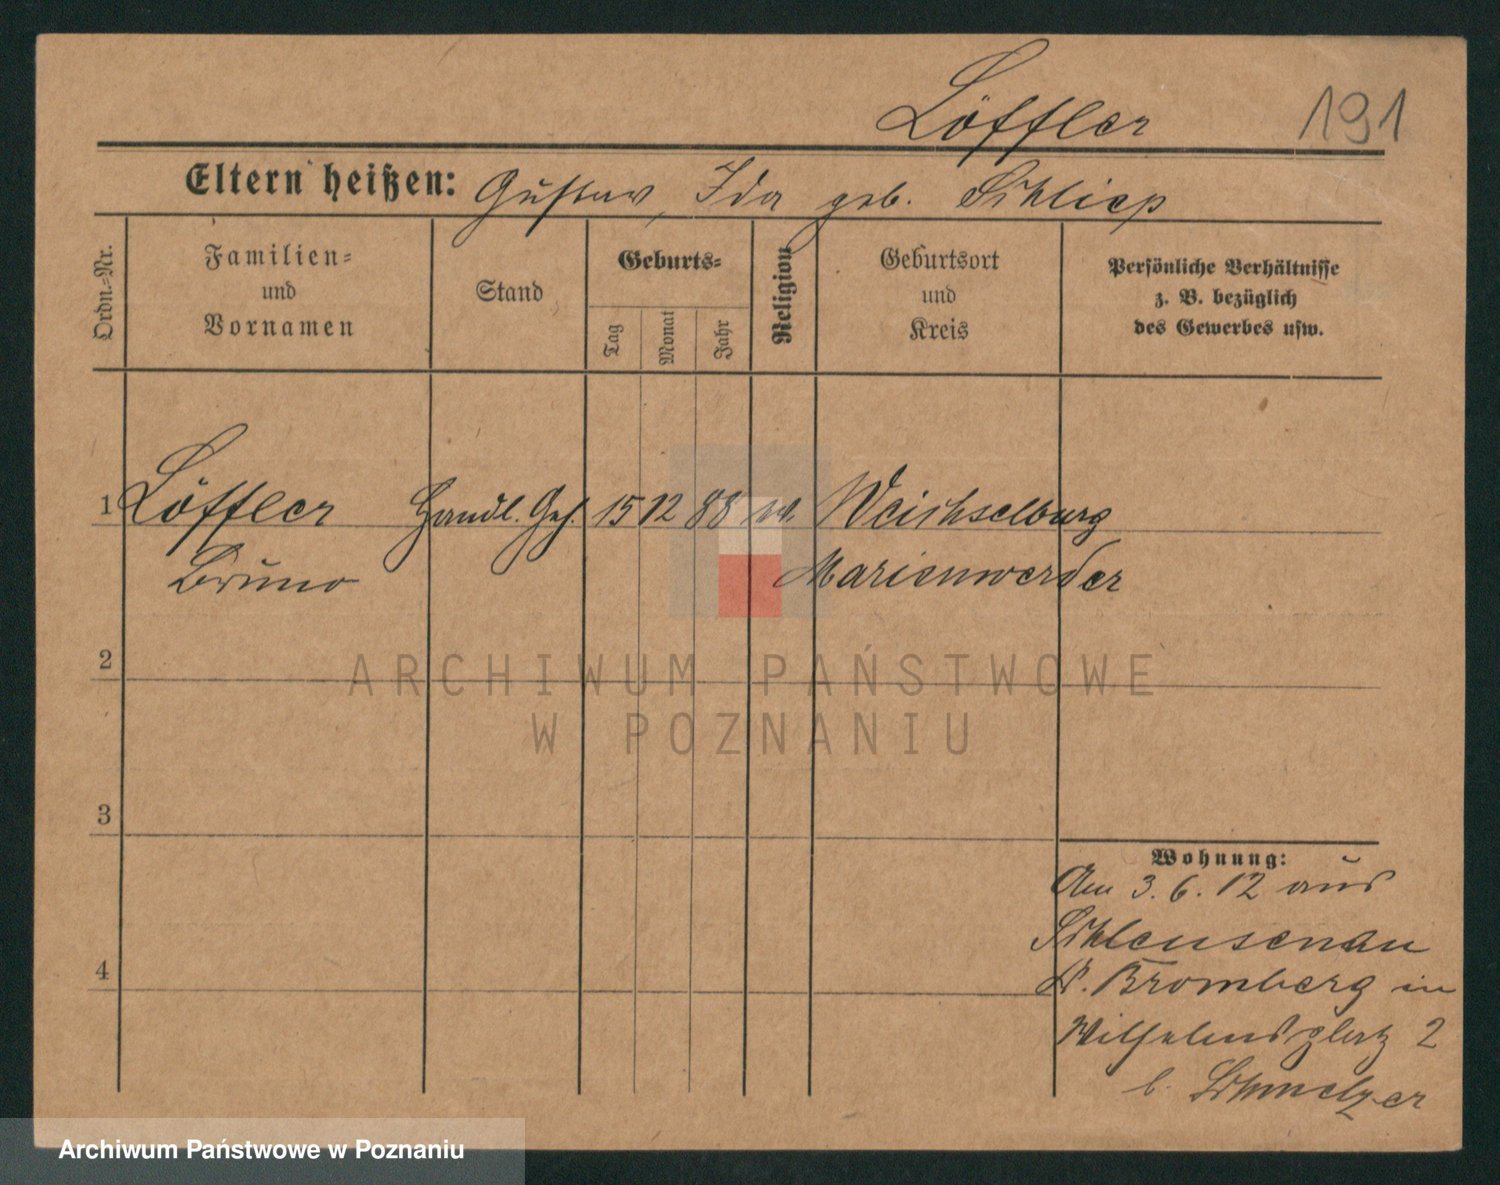 Löffler 191
Eltern heißen: Gustav, Ida geb. Schliep
Ordn.-Nr.
Familien-
und
Vornamen
Stand
Geburts-
Tag
Monat
Jahr
Religion
Geburtsort
und
Kreis
Persönliche Verhältnisse
z. B. bezüglich
des Gewerbes usw.
1 Löffler Handl. Geh. 15 12 88 Weichselburg
Bruno Marienwerder
2
3
4
Wohnung:
Am 3.6.12 aus
Schleusenau
Kr. Bromberg in
Wilhelmsplatz 2
b. Schmelzer
ARCHIWUM PAŃSTWOWE
W POZNANIU
Archiwum Państwowe w Poznaniu